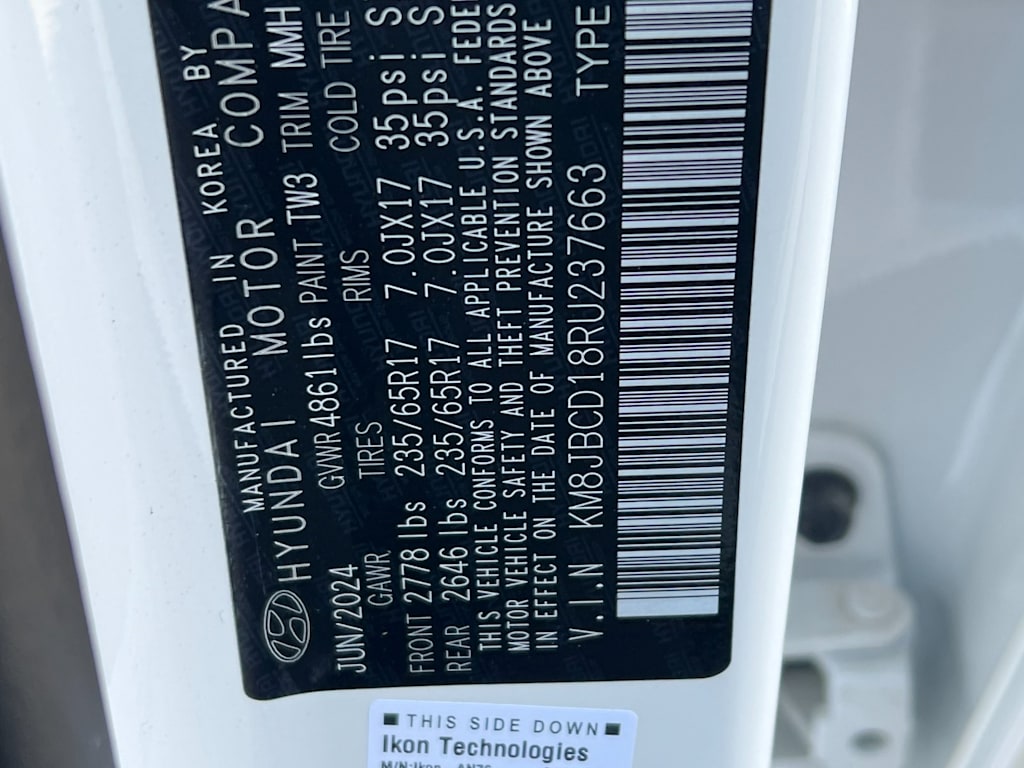 MANUFACTURED IN KOREA BY
HYUNDAI MOTOR COMPA
JUN/2024 GVWR 4861 lbs PAINT TW3 TRIM MMH
GAWR TIRES RIMS COLD TIRE
FRONT 2778 lbs 235/65R17 7.0JX17 35psi S
REAR 2646 lbs 235/65R17 7.0JX17 35psi S
THIS VEHICLE CONFORMS TO ALL APPLICABLE U.S.A. FEDE
MOTOR VEHICLE SAFETY AND THEFT PREVENTION STANDARDS
IN EFFECT ON THE DATE OF MANUFACTURE SHOWN ABOVE
V.I.N KM8JBCD18RU237663 TYPE
THIS SIDE DOWN
Ikon Technologies